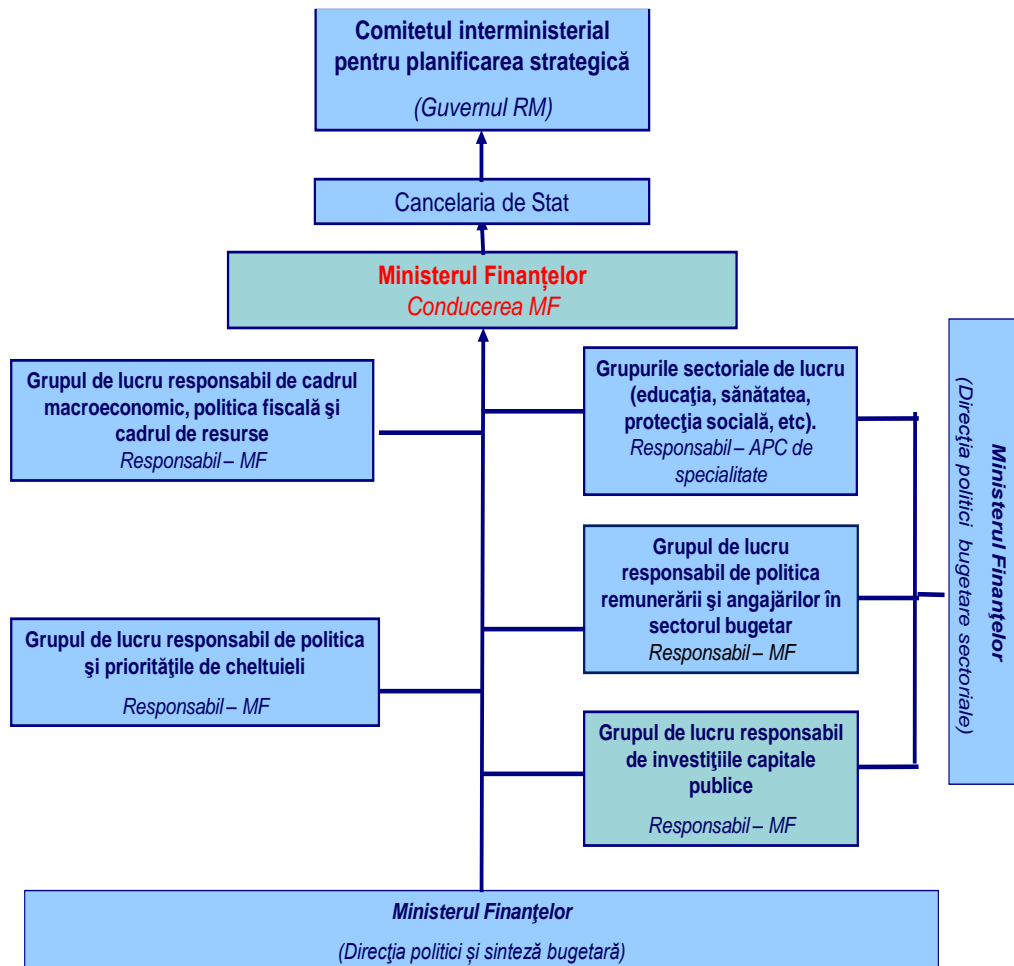 Comitetul interministerial
pentru planificarea strategică
(Guvernul RM)
Cancelaria de Stat
Ministerul Finanțelor
Conducerea MF
Grupul de lucru responsabil de cadrul
macroeconomic, politica fiscală şi
cadrul de resurse
Responsabil – MF
Grupurile sectoriale de lucru
(educaţia, sănătatea,
protecţia socială, etc).
Responsabil – APC de
specialitate
Grupul de lucru
responsabil de politica
remunerării şi angajărilor în
sectorul bugetar
Responsabil – MF
Grupul de lucru responsabil de politica
şi priorităţile de cheltuieli
Responsabil – MF
Grupul de lucru responsabil
de investiţiile capitale
publice
Responsabil – MF
Ministerul Finanţelor
(Direcţia politici bugetare sectoriale)
Ministerul Finanţelor
(Direcţia politici și sinteză bugetară)